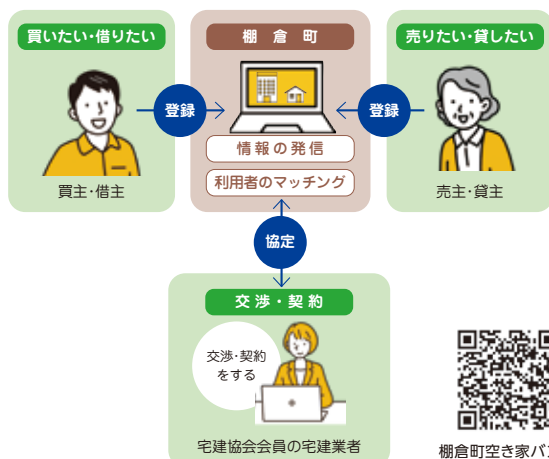 買いたい・借りたい
棚倉町
売りたい・貸したい
登録
登録
情報の発信
利用者のマッチング
買主・借主
売主・貸主
協定
交渉・契約
交渉・契約
をする
宅建協会会員の宅建業者
棚倉町空き家バン